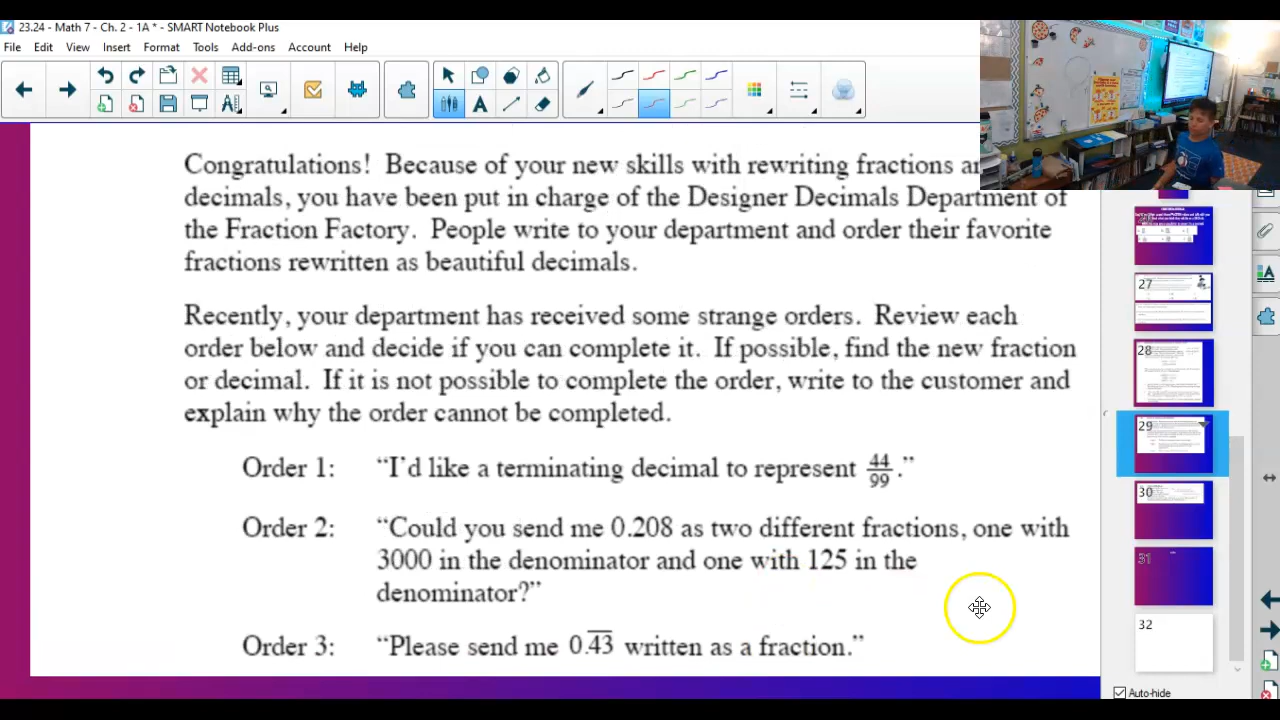 23.24 - Math 7 - Ch. 2 - 1A * - SMART Notebook Plus
File Edit View Insert Format Tools Add-ons Account Help
Congratulations! Because of your new skills with rewriting fractions
decimals, you have been put in charge of the Designer Decimals Department of
the Fraction Factory. People write to your department and order their favorite
fractions rewritten as beautiful decimals.
Recently, your department has received some strange orders. Review each
order below and decide if you can complete it. If possible, find the new fraction
or decimal. If it is not possible to complete the order, write to the customer and
explain why the order cannot be completed.
Order 1: “I’d like a terminating decimal to represent 44/99.”
Order 2: “Could you send me 0.208 as two different fractions, one with
3000 in the denominator and one with 125 in the
denominator?”
Order 3: “Please send me 0.4̅3̅ written as a fraction.”
27
28
29
30
31
32
Auto-hide